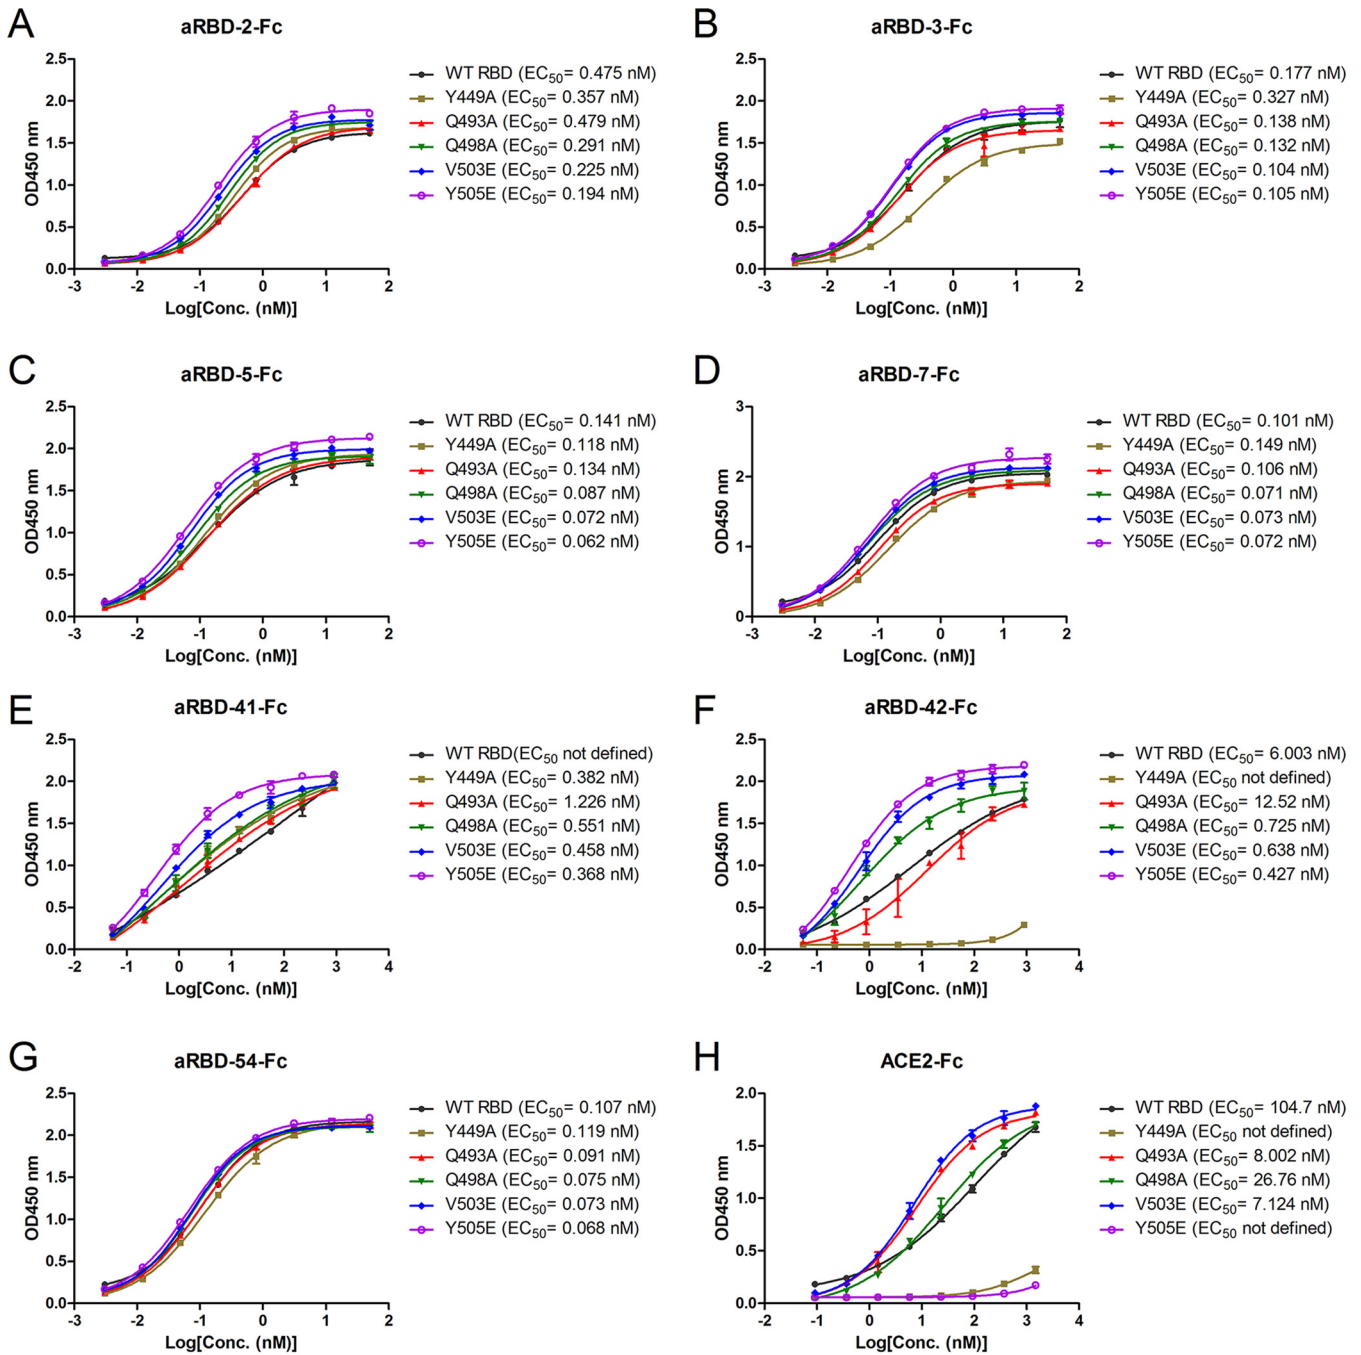 A
aRBD-2-Fc
OD450 nm
2.5
2.0
1.5
1.0
0.5
0.0
-3 -2 -1 0 1 2
Log[Conc. (nM)]
WT RBD (EC50= 0.475 nM)
Y449A (EC50= 0.357 nM)
Q493A (EC50= 0.479 nM)
Q498A (EC50= 0.291 nM)
V503E (EC50= 0.225 nM)
Y505E (EC50= 0.194 nM)
B
aRBD-3-Fc
OD450 nm
2.5
2.0
1.5
1.0
0.5
0.0
-3 -2 -1 0 1 2
Log[Conc. (nM)]
WT RBD (EC50= 0.177 nM)
Y449A (EC50= 0.327 nM)
Q493A (EC50= 0.138 nM)
Q498A (EC50= 0.132 nM)
V503E (EC50= 0.104 nM)
Y505E (EC50= 0.105 nM)
C
aRBD-5-Fc
OD450 nm
2.5
2.0
1.5
1.0
0.5
0.0
-3 -2 -1 0 1 2
Log[Conc. (nM)]
WT RBD (EC50= 0.141 nM)
Y449A (EC50= 0.118 nM)
Q493A (EC50= 0.134 nM)
Q498A (EC50= 0.087 nM)
V503E (EC50= 0.072 nM)
Y505E (EC50= 0.062 nM)
D
aRBD-7-Fc
OD450 nm
3
2
1
0
-3 -2 -1 0 1 2
Log[Conc. (nM)]
WT RBD (EC50= 0.101 nM)
Y449A (EC50= 0.149 nM)
Q493A (EC50= 0.106 nM)
Q498A (EC50= 0.071 nM)
V503E (EC50= 0.073 nM)
Y505E (EC50= 0.072 nM)
E
aRBD-41-Fc
OD450 nm
2.5
2.0
1.5
1.0
0.5
0.0
-2 -1 0 1 2 3 4
Log[Conc. (nM)]
WT RBD(EC50 not defined)
Y449A (EC50= 0.382 nM)
Q493A (EC50= 1.226 nM)
Q498A (EC50= 0.551 nM)
V503E (EC50= 0.458 nM)
Y505E (EC50= 0.368 nM)
F
aRBD-42-Fc
OD450 nm
2.5
2.0
1.5
1.0
0.5
0.0
-2 -1 0 1 2 3 4
Log[Conc. (nM)]
WT RBD (EC50= 6.003 nM)
Y449A (EC50 not defined)
Q493A (EC50= 12.52 nM)
Q498A (EC50= 0.725 nM)
V503E (EC50= 0.638 nM)
Y505E (EC50= 0.427 nM)
G
aRBD-54-Fc
OD450 nm
2.5
2.0
1.5
1.0
0.5
0.0
-3 -2 -1 0 1 2
Log[Conc. (nM)]
WT RBD (EC50= 0.107 nM)
Y449A (EC50= 0.119 nM)
Q493A (EC50= 0.091 nM)
Q498A (EC50= 0.075 nM)
V503E (EC50= 0.073 nM)
Y505E (EC50= 0.068 nM)
H
ACE2-Fc
OD450 nm
2.0
1.5
1.0
0.5
0.0
-2 -1 0 1 2 3 4
Log[Conc. (nM)]
WT RBD (EC50= 104.7 nM)
Y449A (EC50 not defined)
Q493A (EC50= 8.002 nM)
Q498A (EC50= 26.76 nM)
V503E (EC50= 7.124 nM)
Y505E (EC50 not defined)